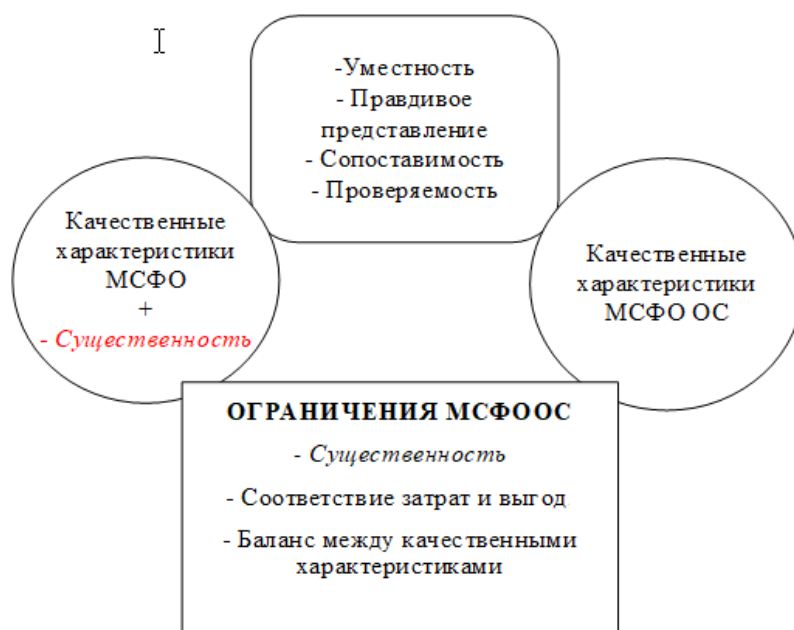 -Уместность
- Правдивое
представление
- Сопоставимость
- Проверяемость
Качественные
характеристики
МСФО
+
- Существенность
Качественные
характеристики
МСФО ОС
ОГРАНИЧЕНИЯ МСФООС
- Существенность
- Соответствие затрат и выгод
- Баланс между качественными
характеристиками